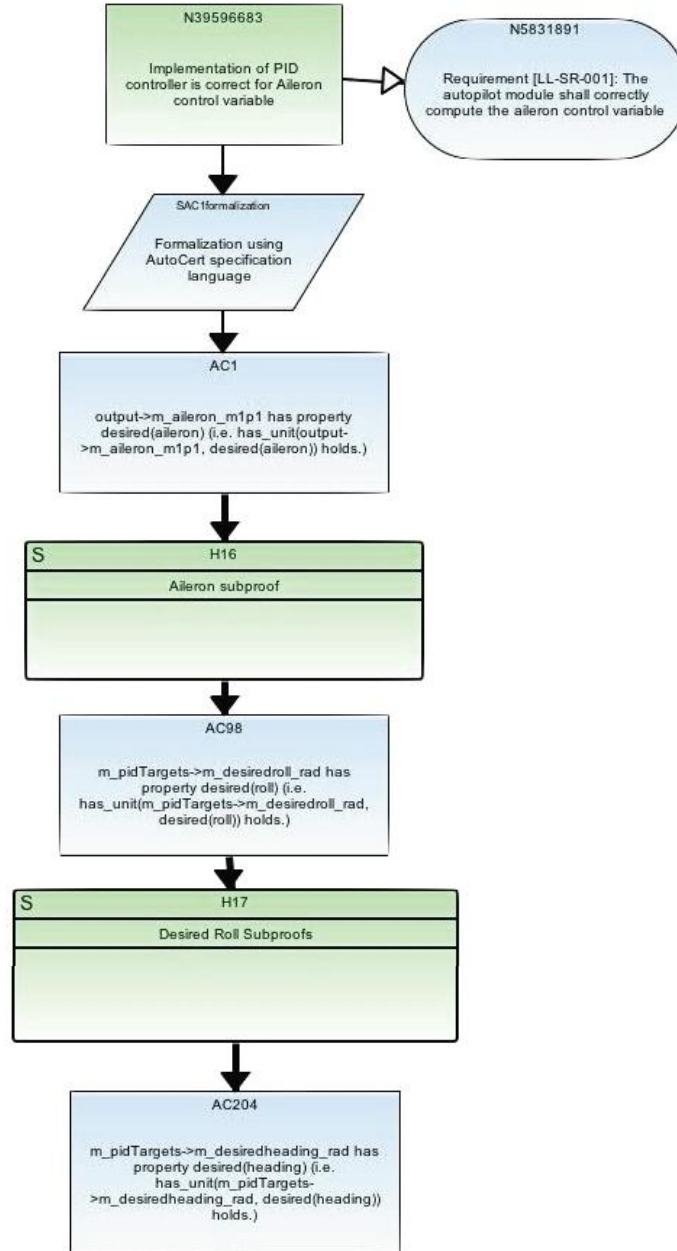 N39596683
Implementation of PID
controller is correct for Aileron
control variable
N5831891
Requirement [LL-SR-001]: The
autopilot module shall correctly
compute the aileron control variable
SAC1formalization
Formalization using
AutoCert specification
language
AC1
output->m_aileron_m1p1 has property
desired(aileron) (i.e. has_unit(output-
>m_aileron_m1p1, desired(aileron)) holds.)
S
H16
Aileron subproof
AC98
m_pidTargets->m_desiredroll_rad has
property desired(roll) (i.e.
has_unit(m_pidTargets->m_desiredroll_rad,
desired(roll)) holds.)
S
H17
Desired Roll Subproofs
AC204
m_pidTargets->m_desiredheading_rad has
property desired(heading) (i.e.
has_unit(m_pidTargets-
>m_desiredheading_rad, desired(heading))
holds.)